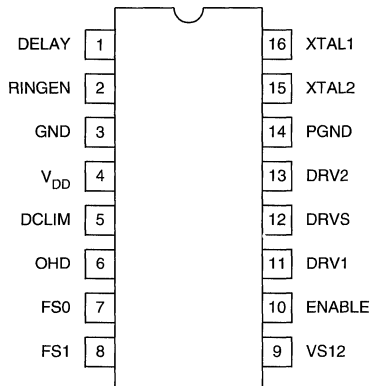 DELAY 1 16 XTAL1
RINGEN 2 15 XTAL2
GND 3 14 PGND
VDD 4 13 DRV2
DCLIM 5 12 DRVS
OHD 6 11 DRV1
FS0 7 10 ENABLE
FS1 8 9 VS12